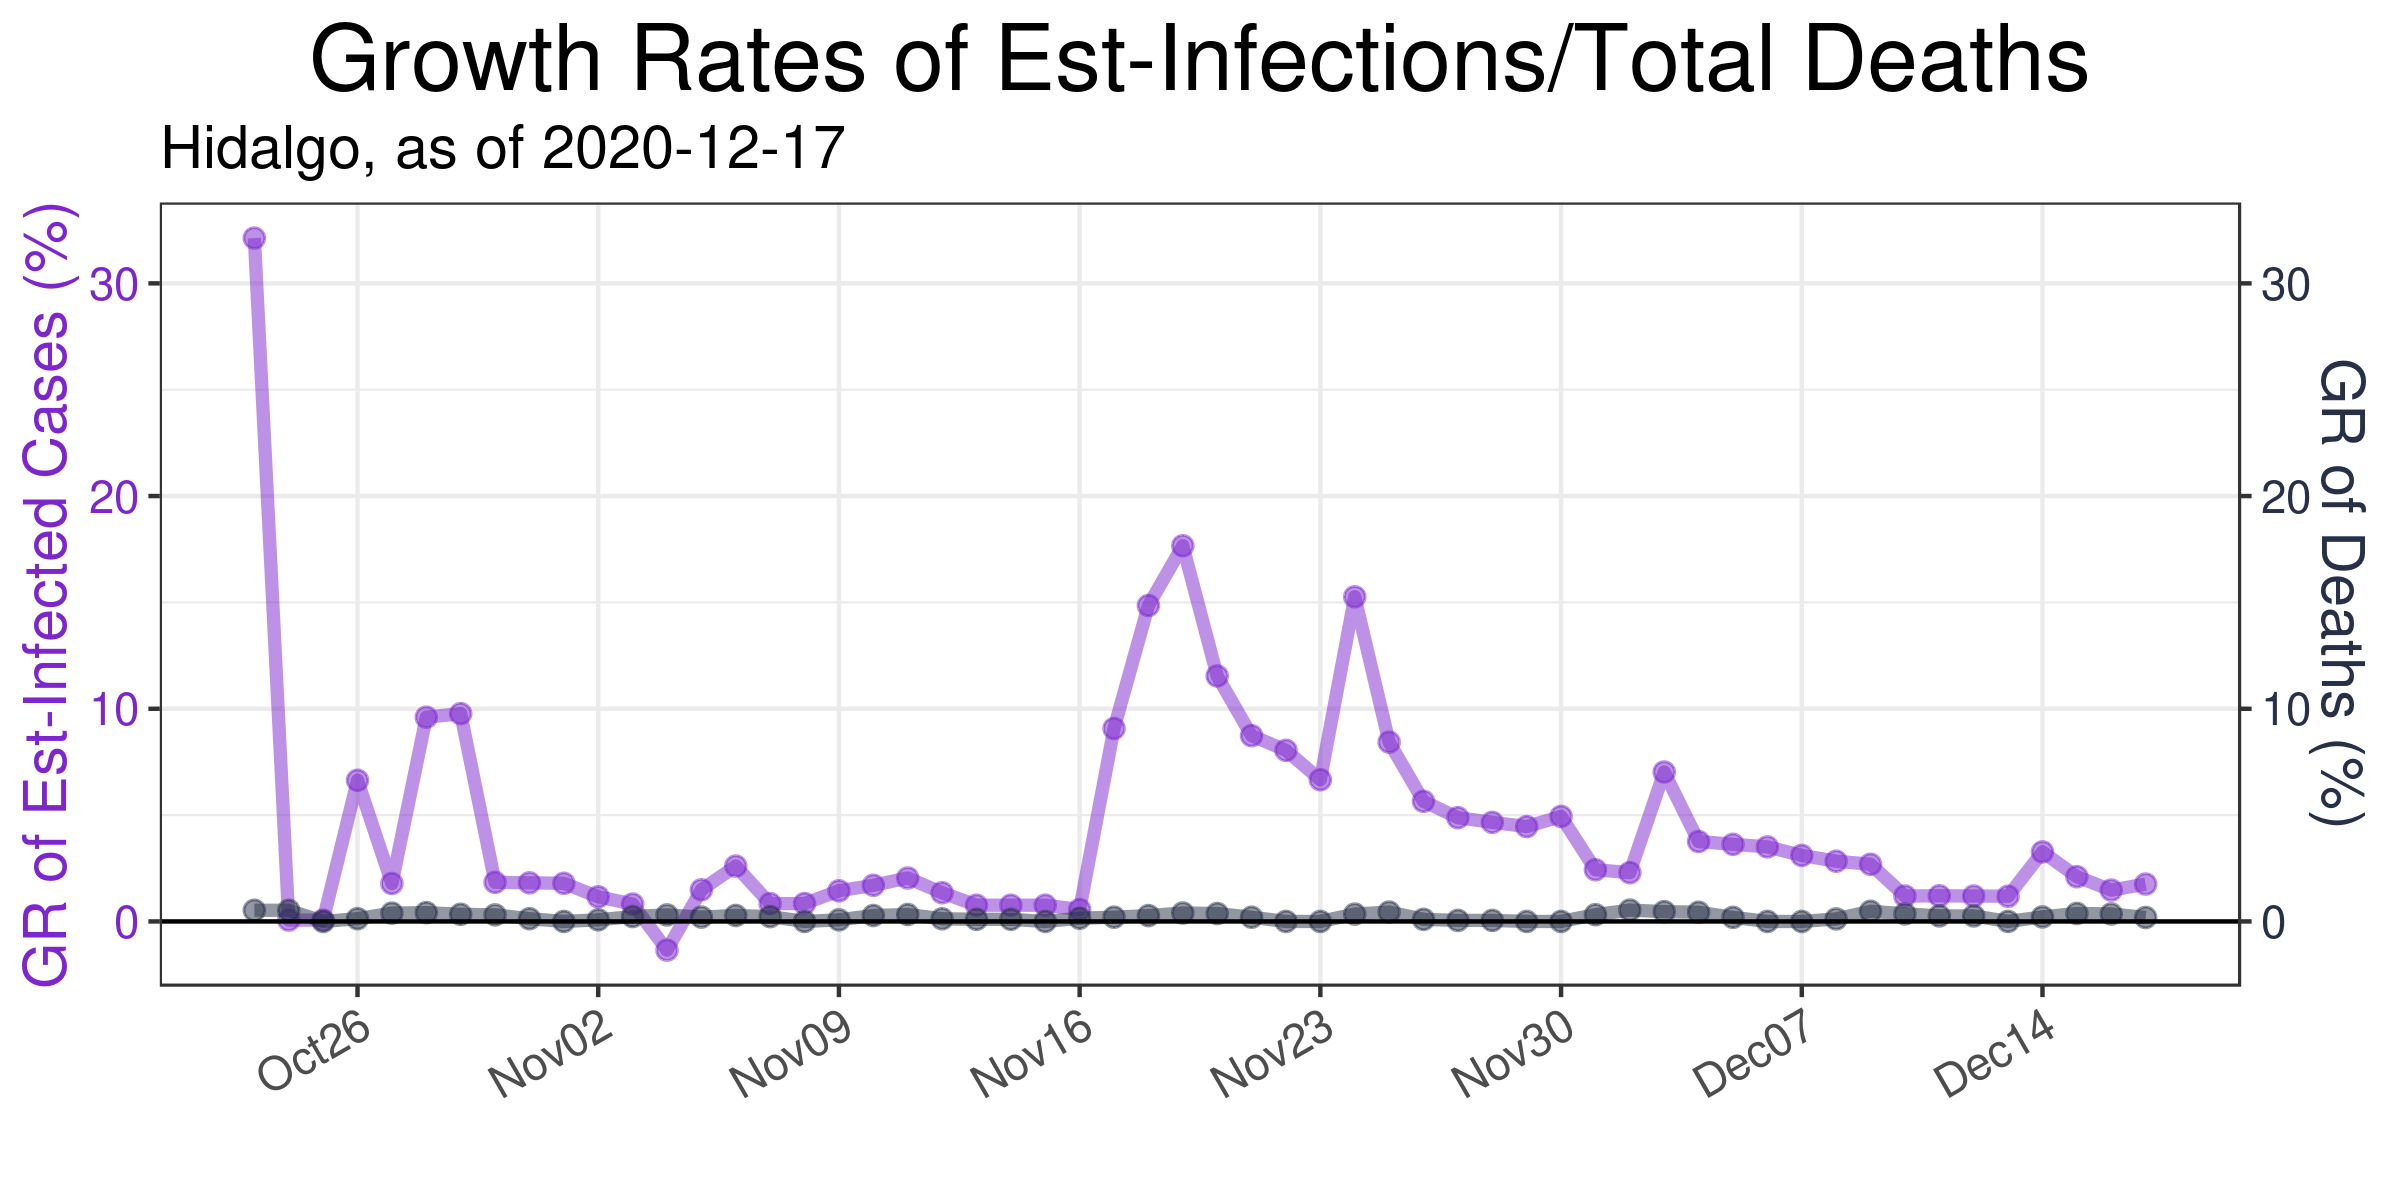 Growth Rates of Est-Infections/Total Deaths
Hidalgo, as of 2020-12-17
GR of Est-Infected Cases (%)
30
20
10
0
30
20
10
0
GR of Deaths (%)
Oct26
Nov02
Nov09
Nov16
Nov23
Nov30
Dec07
Dec14